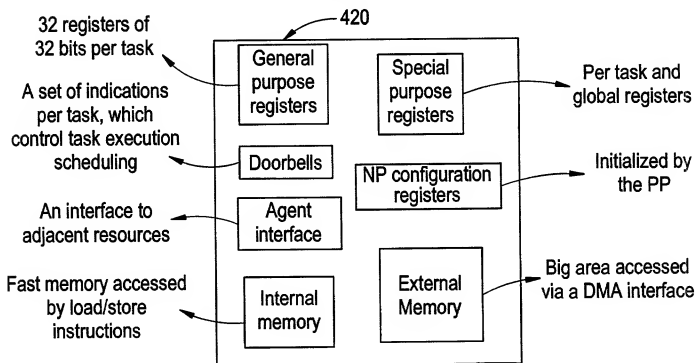 420
32 registers of
32 bits per task
General
purpose
registers
Special
purpose
registers
Per task and
global registers
A set of indications
per task, which
control task execution
scheduling
Doorbells
NP configuration
registers
Initialized by
the PP
An interface to
adjacent resources
Agent
interface
Fast memory accessed
by load/store
instructions
Internal
memory
External
Memory
Big area accessed
via a DMA interface